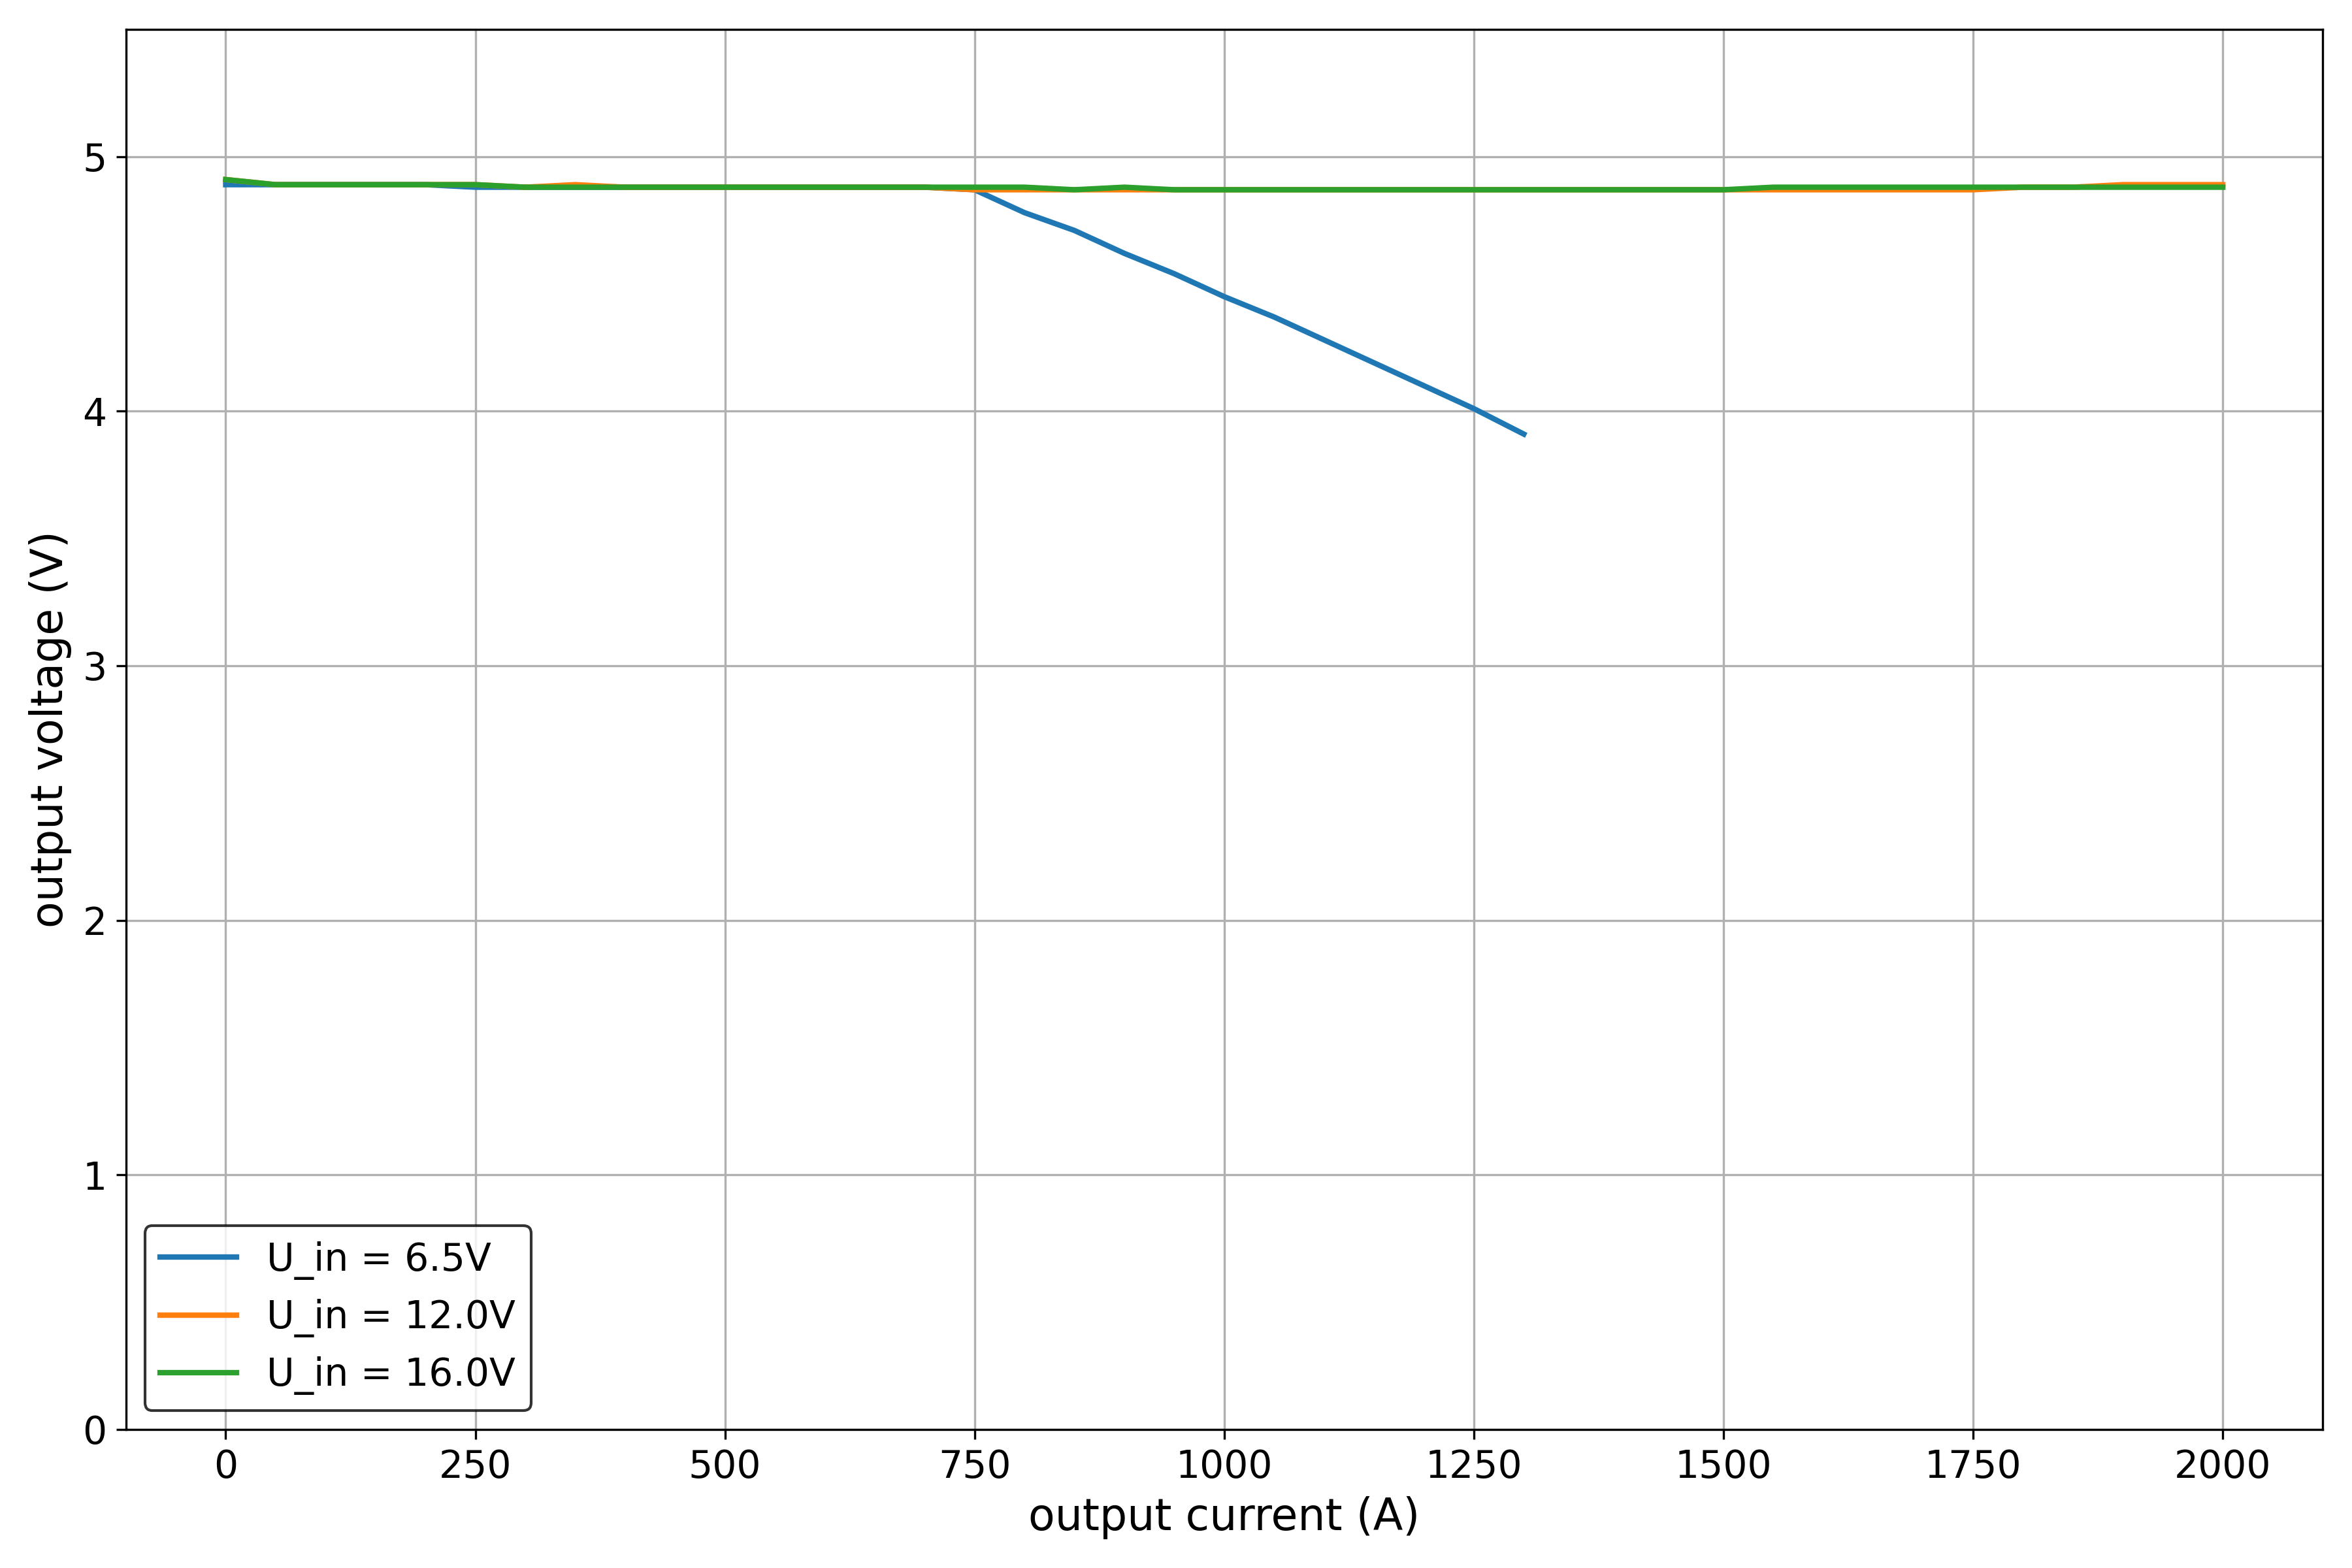 5
4
3
2
1
0
output voltage (V)
U_in = 6.5V
U_in = 12.0V
U_in = 16.0V
0 250 500 750 1000 1250 1500 1750 2000
output current (A)